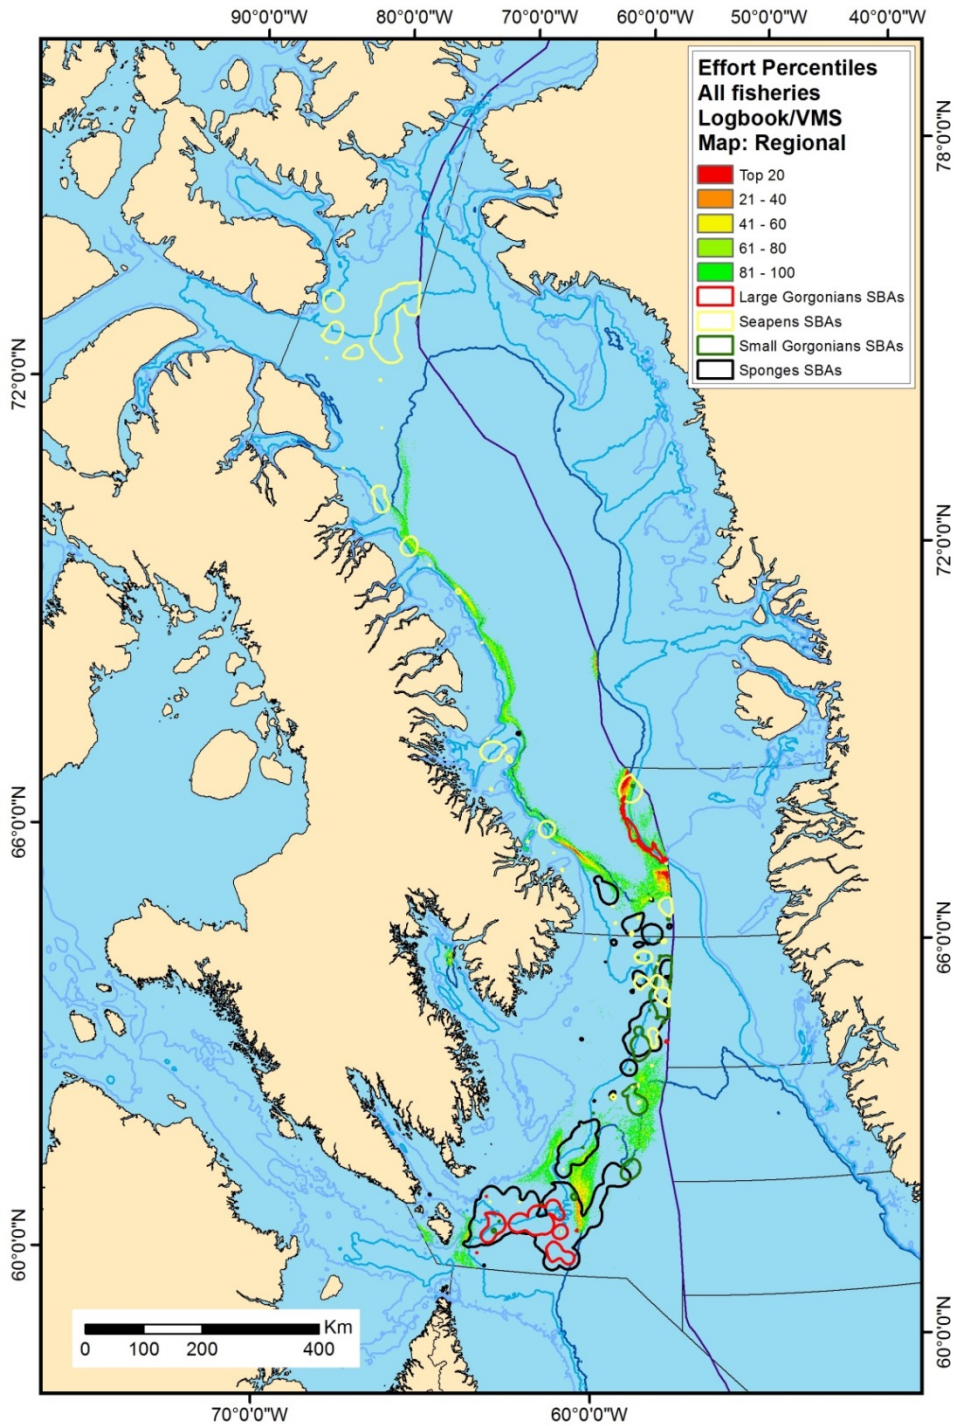 90°0'0"W 80°0'0"W 70°0'0"W 60°0'0"W 50°0'0"W 40°0'0"W
Effort Percentiles
All fisheries
Logbook/VMS
Map: Regional
Top 20
21 - 40
41 - 60
61 - 80
81 - 100
Large Gorgonians SBAs
Seapens SBAs
Small Gorgonians SBAs
Sponges SBAs
78°0'0"N
72°0'0"N
72°0'0"N
66°0'0"N
66°0'0"N
60°0'0"N
60°0'0"N
Km
0 100 200 400
70°0'0"W 60°0'0"W